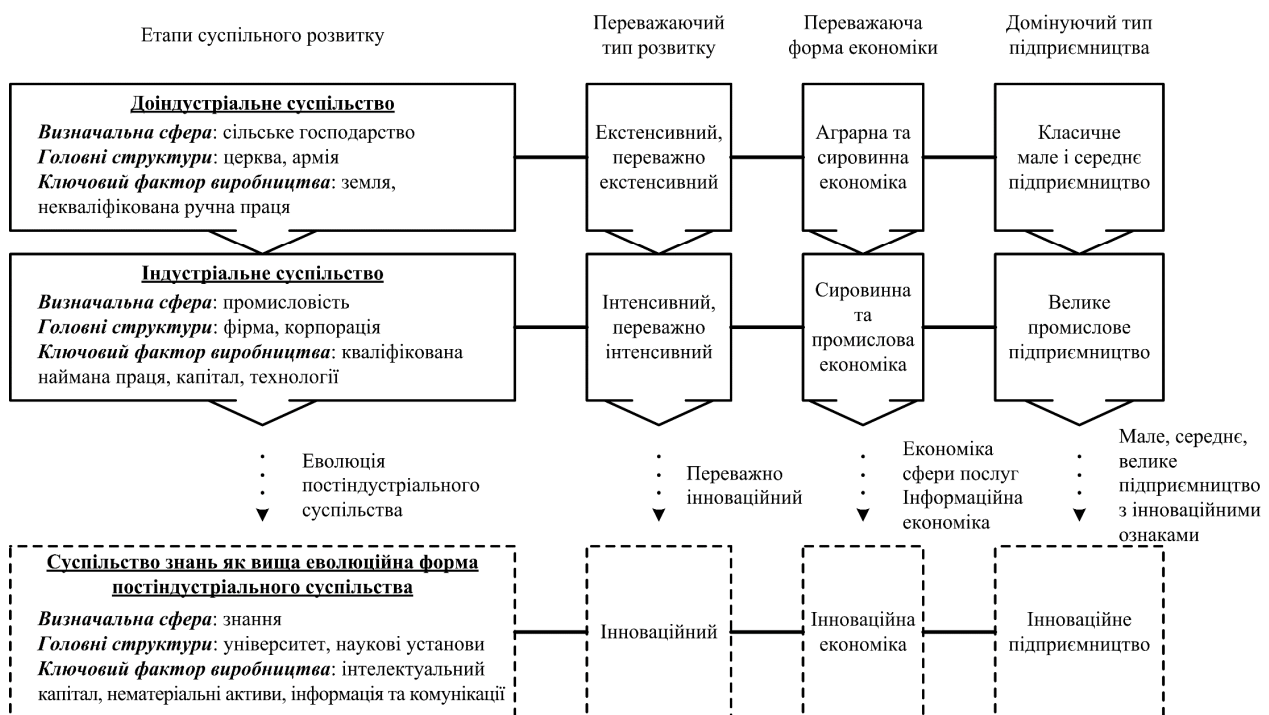 Етапи суспільного розвитку
Переважаючий
тип розвитку
Переважаюча
форма економіки
Домінуючий тип
підприємництва
Доіндустріальне суспільство
Визначальна сфера: сільське господарство
Головні структури: церква, армія
Ключовий фактор виробництва: земля,
некваліфікована ручна праця
Екстенсивний,
переважно
екстенсивний
Аграрна та
сировинна
економіка
Класичне
мале і середнє
підприємництво
Індустріальне суспільство
Визначальна сфера: промисловість
Головні структури: фірма, корпорація
Ключовий фактор виробництва: кваліфікована
наймана праця, капітал, технології
Інтенсивний,
переважно
інтенсивний
Сировинна
та
промислова
економіка
Велике
промислове
підприємництво
Еволюція
постіндустріального
суспільства
Переважно
інноваційний
Економіка
сфери послуг
Інформаційна
економіка
Мале, середнє,
велике
підприємництво
з інноваційними
ознаками
Суспільство знань як вища еволюційна форма
постіндустріального суспільства
Визначальна сфера: знання
Головні структури: університет, наукові установи
Ключовий фактор виробництва: інтелектуальний
капітал, нематеріальні активи, інформація та комунікації
Інноваційний
Інноваційна
економіка
Інноваційне
підприємництво